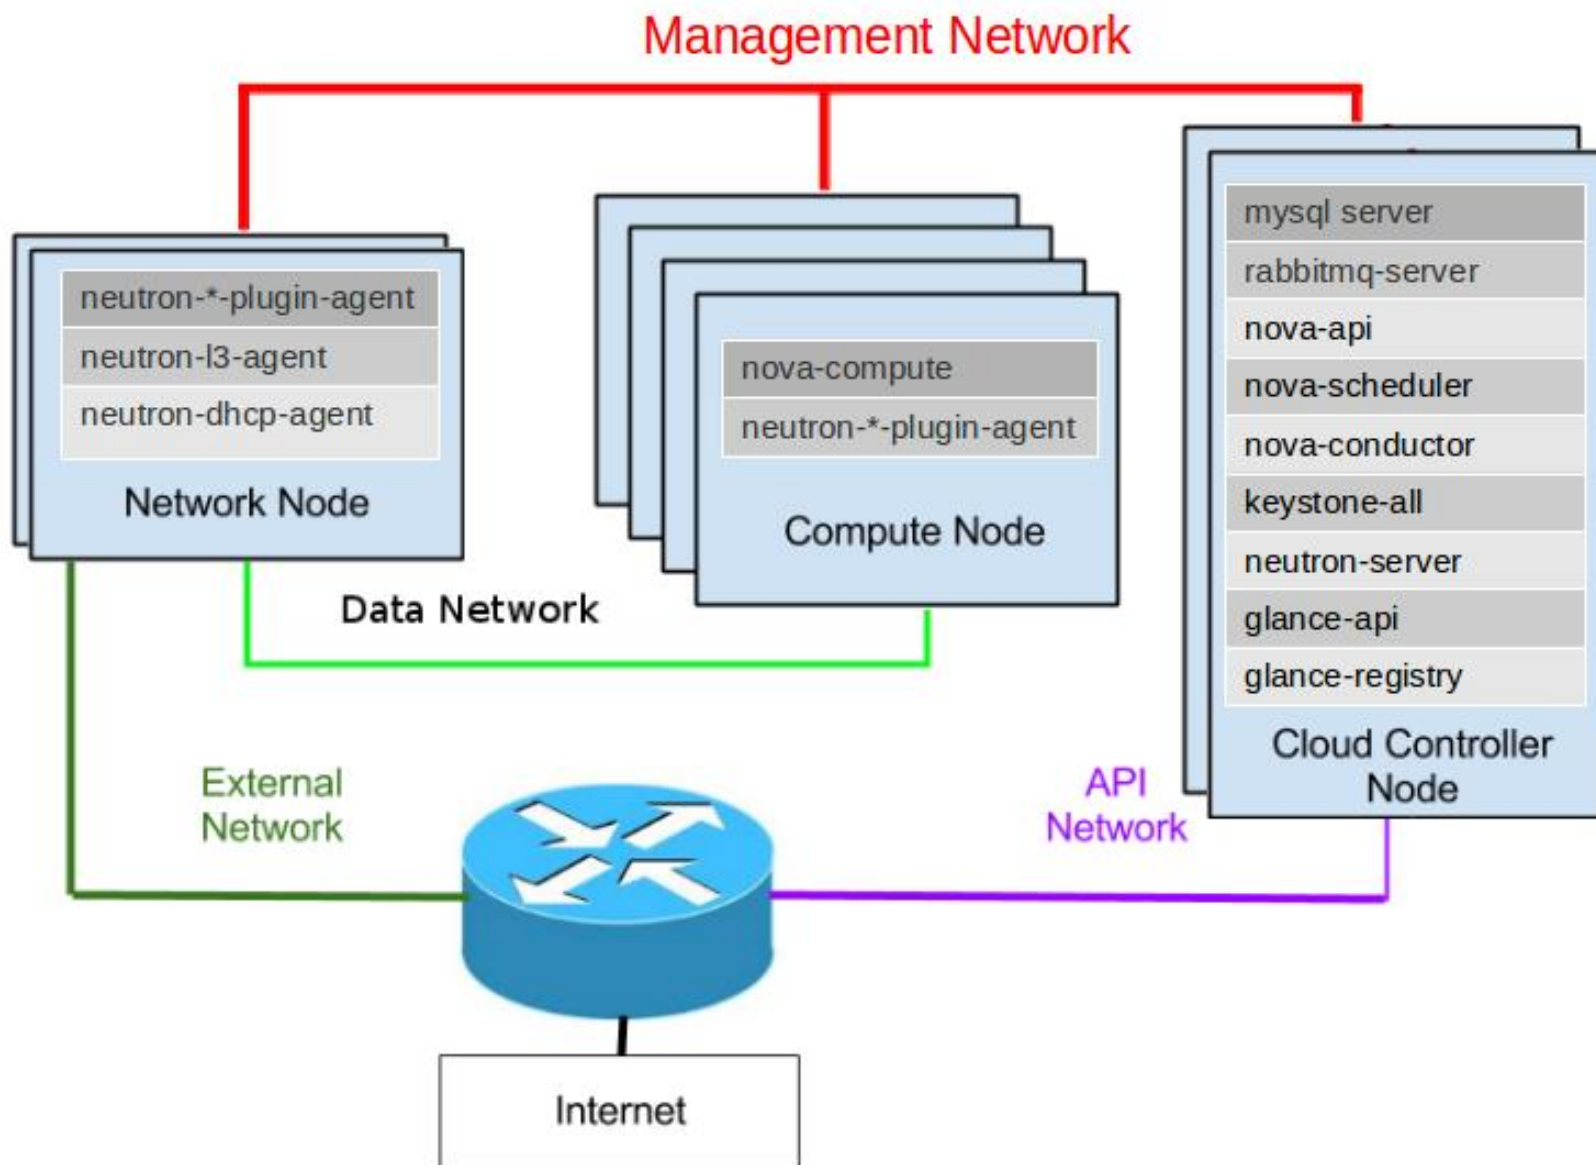 Management Network
neutron-*-plugin-agent
neutron-l3-agent
neutron-dhcp-agent
Network Node
nova-compute
neutron-*-plugin-agent
Compute Node
mysql server
rabbitmq-server
nova-api
nova-scheduler
nova-conductor
keystone-all
neutron-server
glance-api
glance-registry
Cloud Controller
Node
Data Network
External
Network
API
Network
Internet